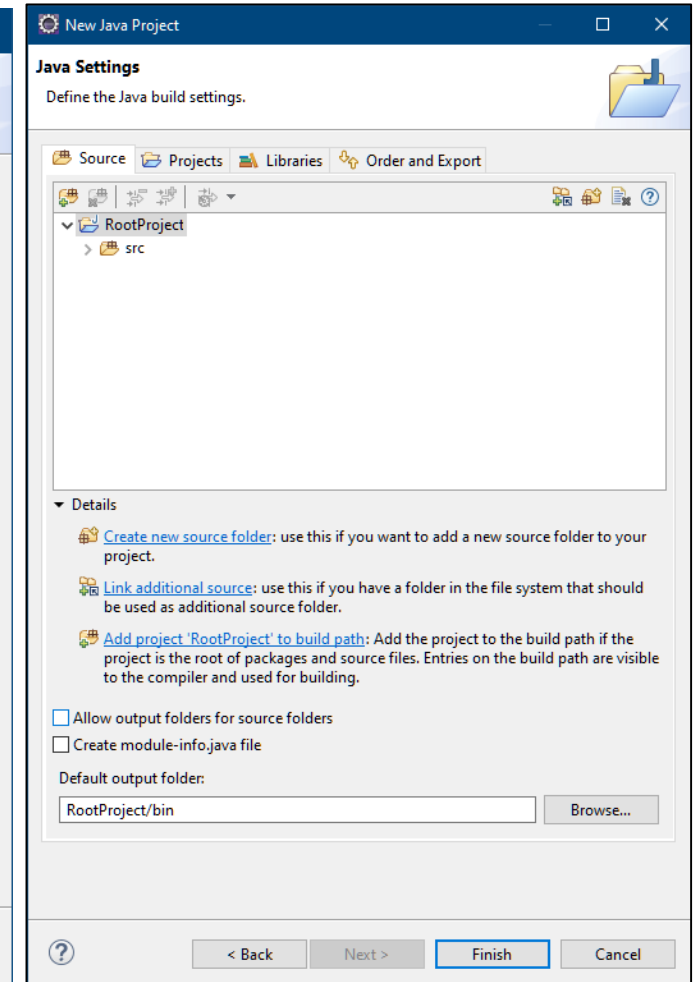 New Java Project
Java Settings
Define the Java build settings.
Source Projects Libraries Order and Export
RootProject
src
Details
Create new source folder: use this if you want to add a new source folder to your
project.
Link additional source: use this if you have a folder in the file system that should
be used as additional source folder.
Add project 'RootProject' to build path: Add the project to the build path if the
project is the root of packages and source files. Entries on the build path are visible
to the compiler and used for building.
Allow output folders for source folders
Create module-info.java file
Default output folder:
RootProject/bin Browse...
< Back Next > Finish Cancel